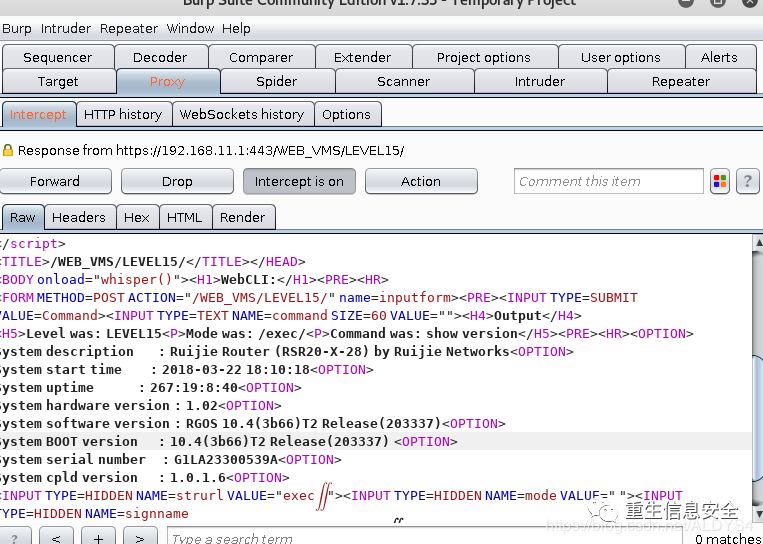 Burp Suite Community Edition v1.7.35 - Temporary Project
Burp Intruder Repeater Window Help
Sequencer Decoder Comparer Extender Project options User options Alerts
Target Proxy Spider Scanner Intruder Repeater
Intercept HTTP history WebSockets history Options
Response from https://192.168.11.1:443/WEB_VMS/LEVEL15/
Forward Drop Intercept is on Action Comment this item ?
Raw Headers Hex HTML Render
</script>
<TITLE>/WEB_VMS/LEVEL15/</TITLE></HEAD>
<BODY onload="whisper()"><H1>WebCLI:</H1><PRE><HR>
<FORM METHOD=POST ACTION="/WEB_VMS/LEVEL15/" name=inputform><PRE><INPUT TYPE=SUBMIT
VALUE=Command><INPUT TYPE=TEXT NAME=command SIZE=60 VALUE=""><H4>Output</H4>
<H5>Level was: LEVEL15<P>Mode was: /exec/<P>Command was: show version</H5><PRE><HR><OPTION>
System description : Ruijie Router (RSR20-X-28) by Ruijie Networks<OPTION>
System start time : 2018-03-22 18:10:18<OPTION>
System uptime : 267:19:8:40<OPTION>
System hardware version : 1.02<OPTION>
System software version : RGOS 10.4(3b66)T2 Release(203337)<OPTION>
System BOOT version : 10.4(3b66)T2 Release(203337) <OPTION>
System serial number : G1LA23300539A<OPTION>
System cpld version : 1.0.1.6<OPTION>
<INPUT TYPE=HIDDEN NAME=strurl VALUE="exec"><INPUT TYPE=HIDDEN NAME=mode VALUE=" "><INPUT
TYPE=HIDDEN NAME=signname
重生信息安全
https://blog.csdn.net/ALDYS4
? < + > Type a search term 0 matches